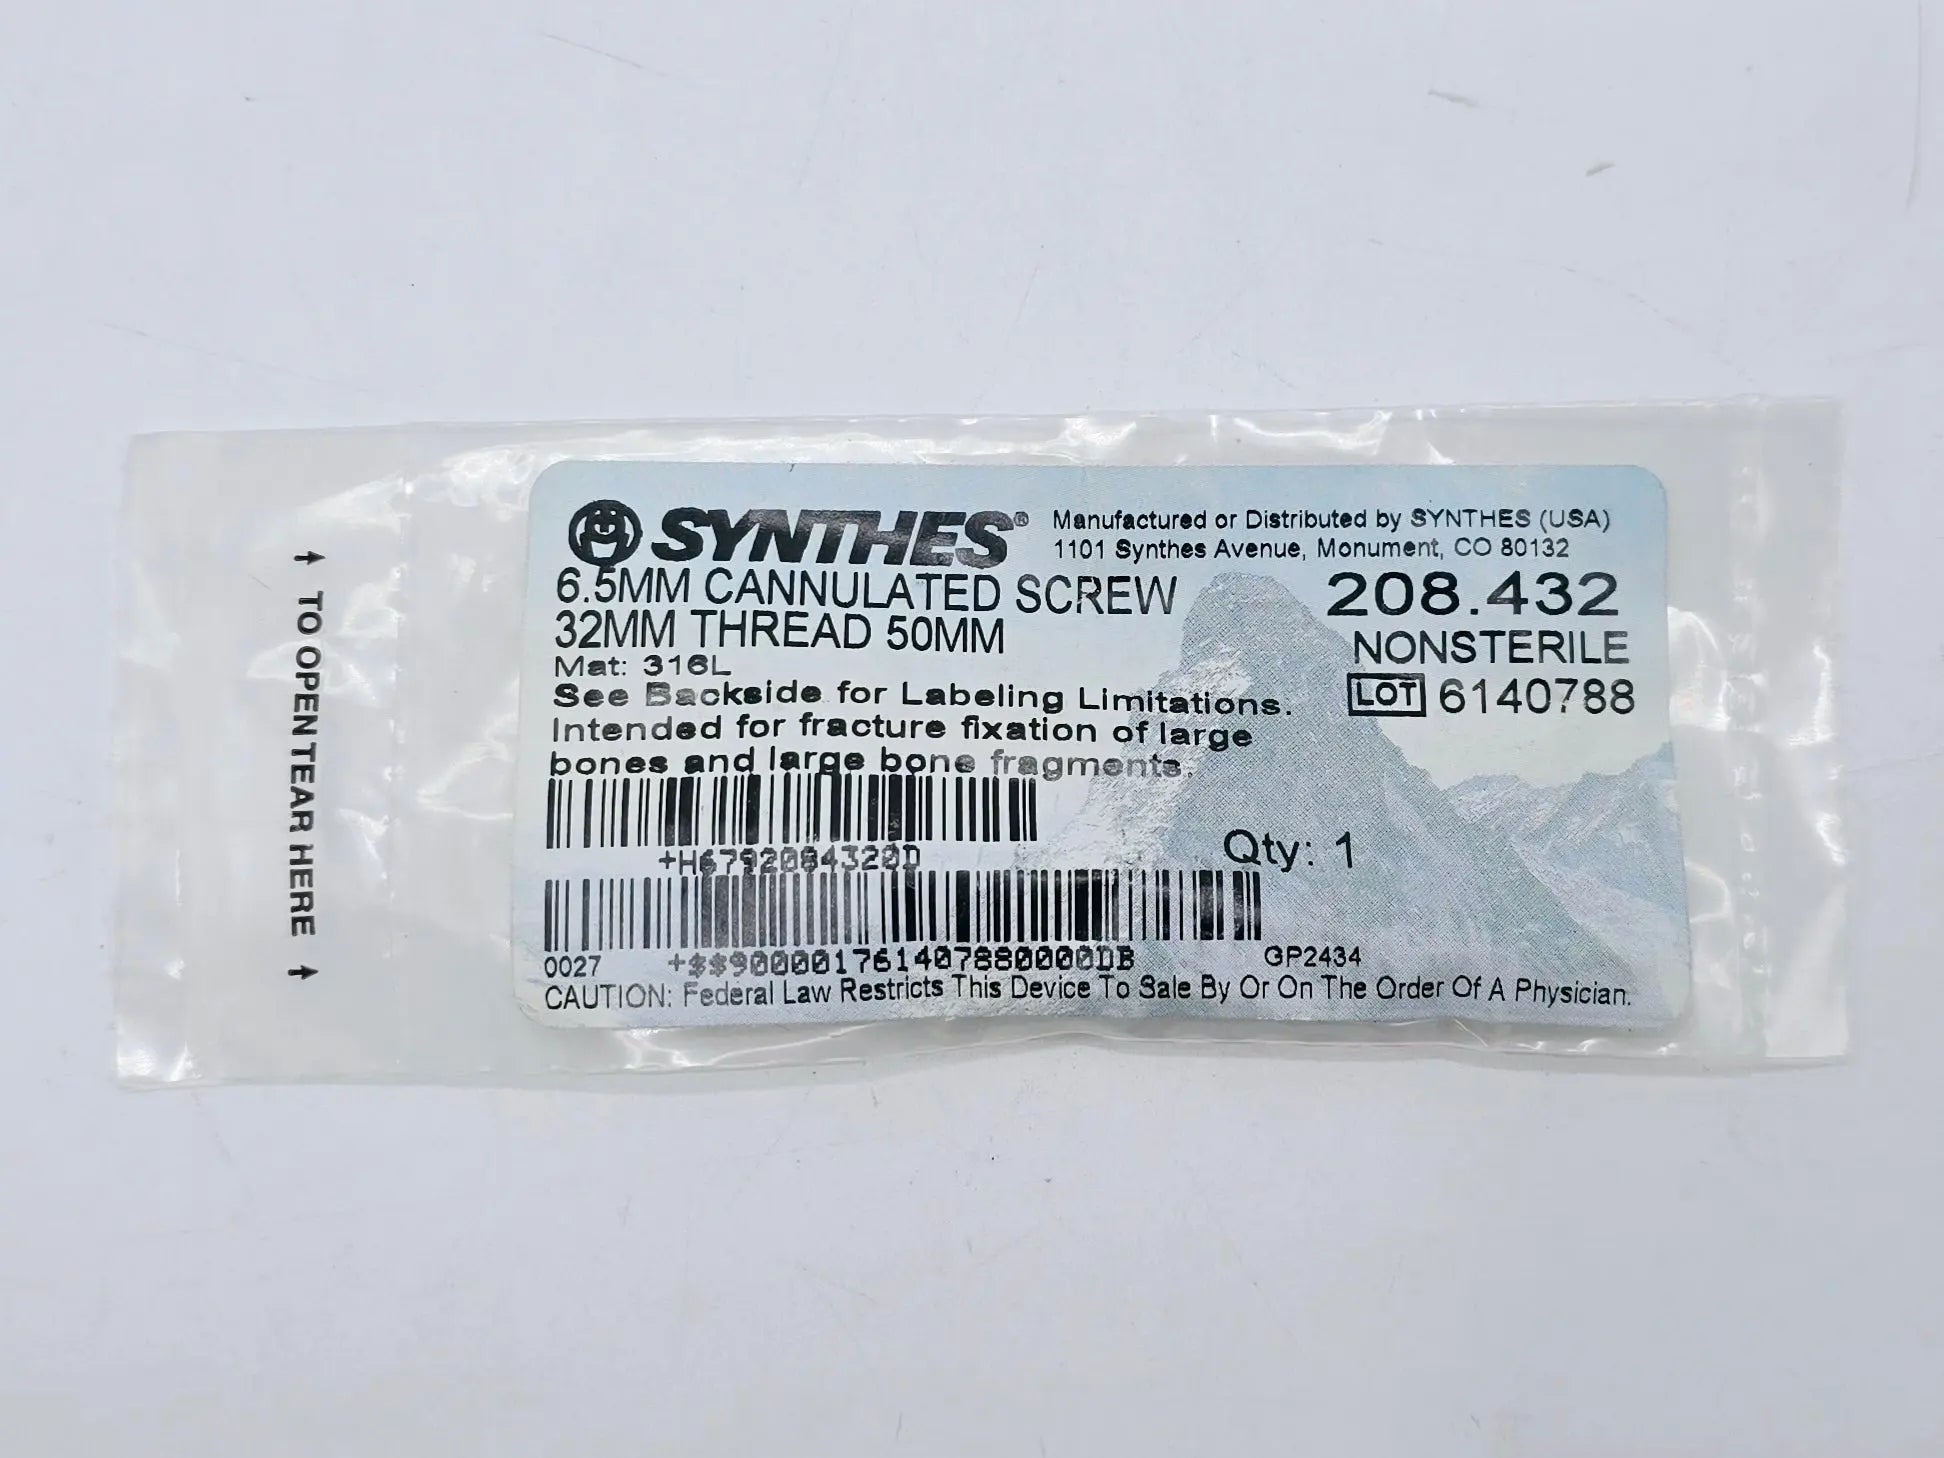 ↑ TO OPEN TEAR HERE ↑
SYNTHES®
Manufactured or Distributed by SYNTHES (USA)
1101 Synthes Avenue, Monument, CO 80132
6.5MM CANNULATED SCREW
32MM THREAD 50MM
208.432
NONSTERILE
LOT 6140788
Mat: 316L
See Backside for Labeling Limitations.
Intended for fracture fixation of large
bones and large bone fragments.
+H6792084320D
Qty: 1
0027 +$$900001761407880000DB GP2434
CAUTION: Federal Law Restricts This Device To Sale By Or On The Order Of A Physician.